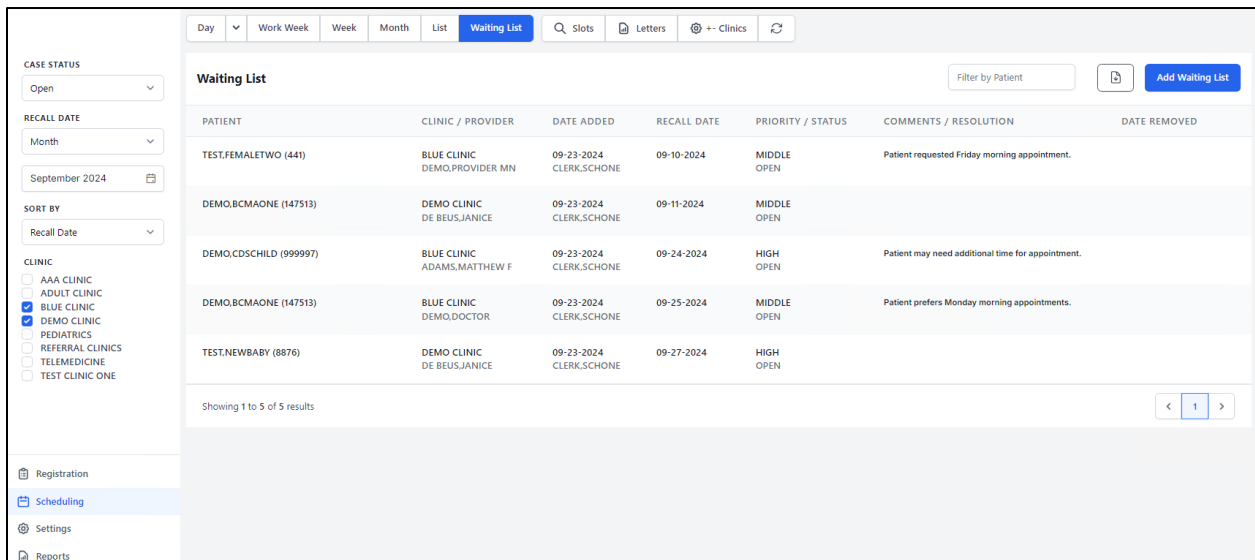 Day Work Week Week Month List Waiting List Slots Letters +- Clinics
CASE STATUS
Open
RECALL DATE
Month
September 2024
SORT BY
Recall Date
CLINIC
AAA CLINIC
ADULT CLINIC
BLUE CLINIC
DEMO CLINIC
PEDIATRICS
REFERRAL CLINICS
TELEMEDICINE
TEST CLINIC ONE
Registration
Scheduling
Settings
Reports
Waiting List Filter by Patient Add Waiting List
PATIENT CLINIC / PROVIDER DATE ADDED RECALL DATE PRIORITY / STATUS COMMENTS / RESOLUTION DATE REMOVED
TEST,FEMALETWO (441) BLUE CLINIC 09-23-2024 09-10-2024 MIDDLE Patient requested Friday morning appointment.
DEMO,PROVIDER MN CLERK,SCHONE OPEN
DEMO,BCMAONE (147513) DEMO CLINIC 09-23-2024 09-11-2024 MIDDLE
DE BEUS,JANICE CLERK,SCHONE OPEN
DEMO,CDSCHILD (999997) BLUE CLINIC 09-23-2024 09-24-2024 HIGH Patient may need additional time for appointment.
ADAMS,MATTHEW F CLERK,SCHONE OPEN
DEMO,BCMAONE (147513) BLUE CLINIC 09-23-2024 09-25-2024 MIDDLE Patient prefers Monday morning appointments.
DEMO,DOCTOR CLERK,SCHONE OPEN
TEST,NEWBABY (8876) DEMO CLINIC 09-23-2024 09-27-2024 HIGH
DE BEUS,JANICE CLERK,SCHONE OPEN
Showing 1 to 5 of 5 results 1